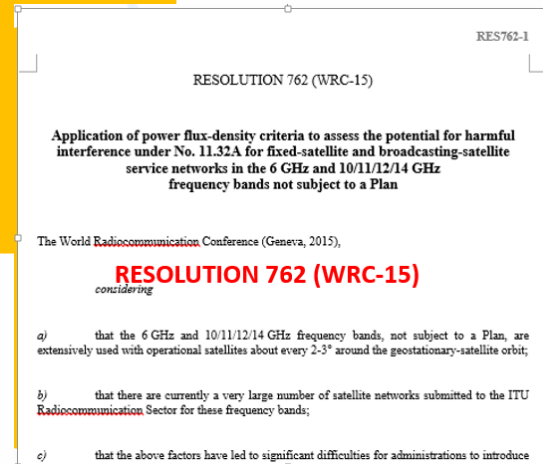 RES762-1
RESOLUTION 762 (WRC-15)
Application of power flux-density criteria to assess the potential for harmful
interference under No. 11.32A for fixed-satellite and broadcasting-satellite
service networks in the 6 GHz and 10/11/12/14 GHz
frequency bands not subject to a Plan
The World Radiocommunication Conference (Geneva, 2015),
RESOLUTION 762 (WRC-15)
considering
a) that the 6 GHz and 10/11/12/14 GHz frequency bands, not subject to a Plan, are
extensively used with operational satellites about every 2-3° around the geostationary-satellite orbit;
b) that there are currently a very large number of satellite networks submitted to the ITU
Radiocommunication Sector for these frequency bands;
c) that the above factors have led to significant difficulties for administrations to introduce